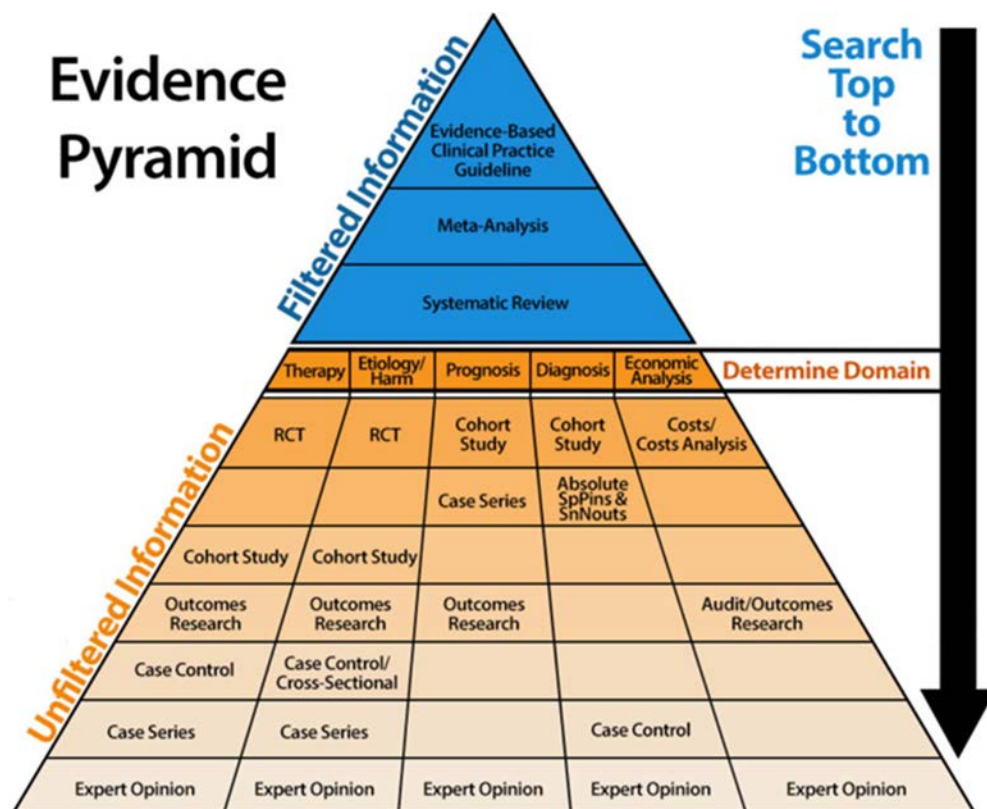 Evidence
Pyramid
Search
Top
to
Bottom
Filtered Information
Evidence-Based
Clinical Practice
Guideline
Meta-Analysis
Systematic Review
Therapy
Etiology/
Harm
Prognosis
Diagnosis
Economic
Analysis
Determine Domain
Unfiltered Information
RCT
RCT
Cohort
Study
Cohort
Study
Costs/
Costs Analysis
Case Series
Absolute
SpPins &
SnNouts
Cohort Study
Cohort Study
Outcomes
Research
Outcomes
Research
Outcomes
Research
Audit/Outcomes
Research
Case Control
Case Control/
Cross-Sectional
Case Series
Case Series
Case Control
Expert Opinion
Expert Opinion
Expert Opinion
Expert Opinion
Expert Opinion